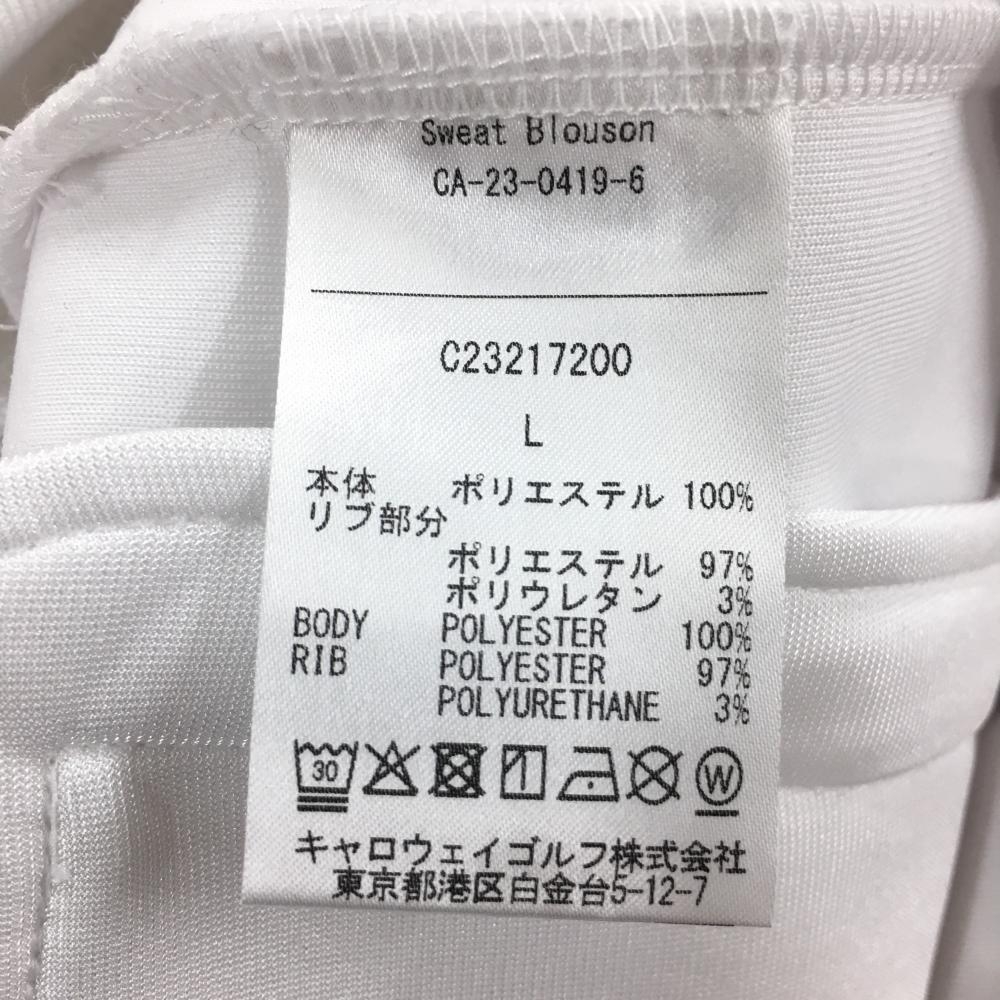 Sweat Blouson
CA-23-0419-6
C23217200
L
本体 ポリエステル 100%
リブ部分
ポリエステル 97%
ポリウレタン 3%
BODY POLYESTER 100%
RIB POLYESTER 97%
POLYURETHANE 3%
30 W
キャロウェイゴルフ株式会社
東京都港区白金台5-12-7